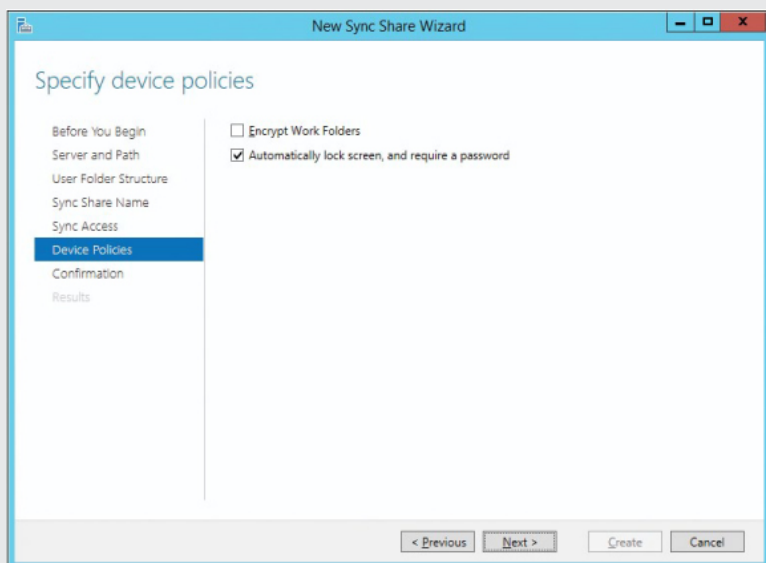 New Sync Share Wizard
Specify device policies
Before You Begin
Server and Path
User Folder Structure
Sync Share Name
Sync Access
Device Policies
Confirmation
Results
Encrypt Work Folders
Automatically lock screen, and require a password
< Previous
Next >
Create
Cancel